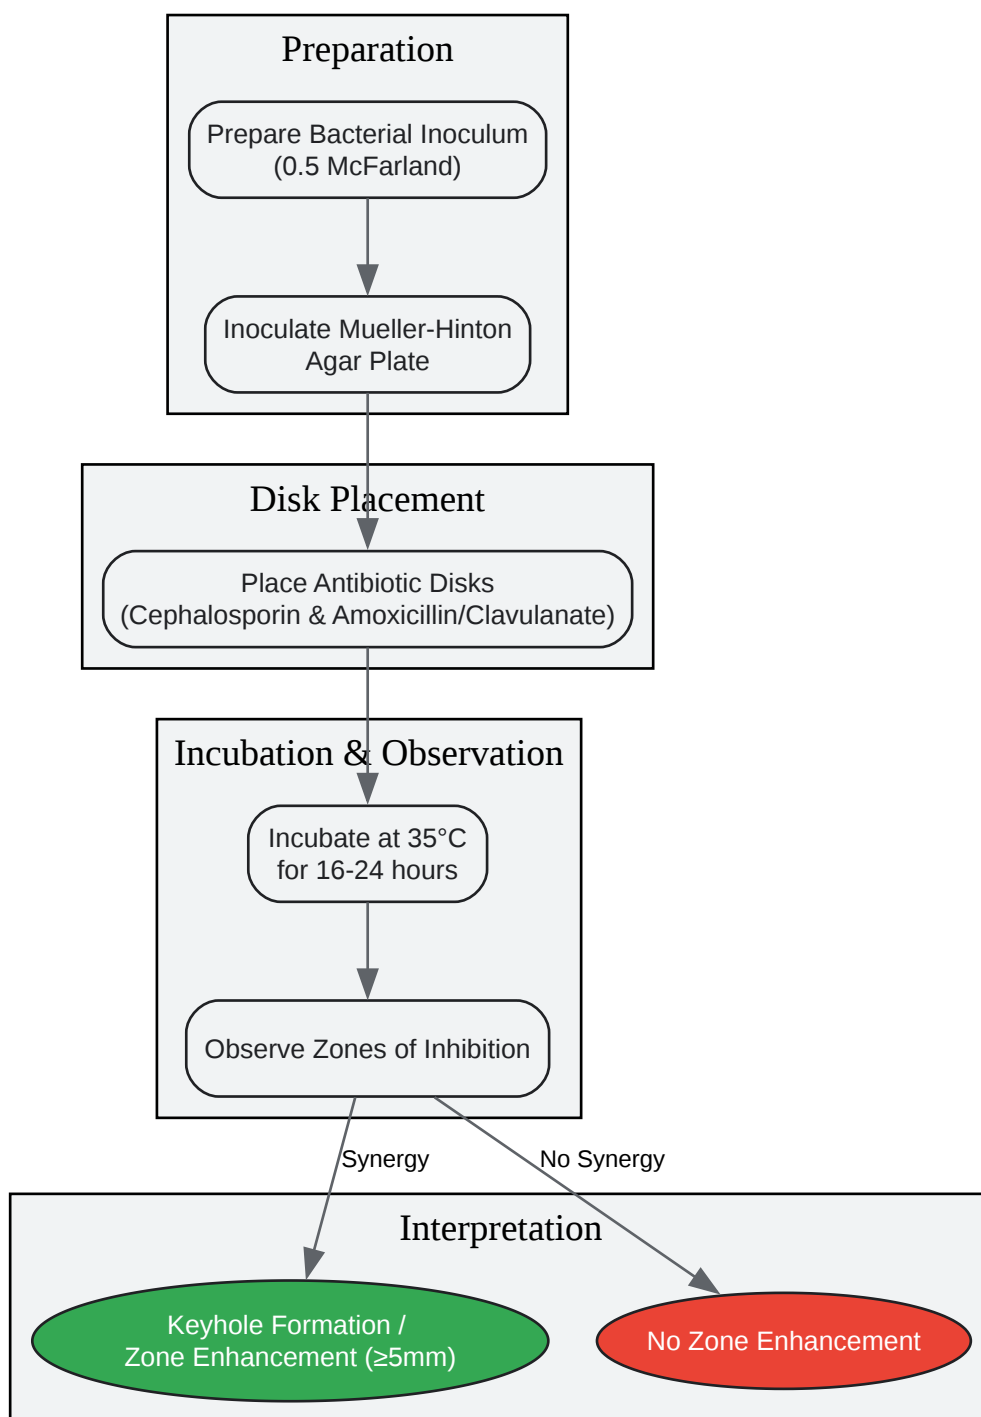 Preparation
Prepare Bacterial Inoculum
(0.5 McFarland)
Inoculate Mueller-Hinton
Agar Plate
Disk Placement
Place Antibiotic Disks
(Cephalosporin & Amoxicillin/Clavulanate)
Incubation & Observation
Incubate at 35°C
for 16-24 hours
Observe Zones of Inhibition
Synergy
No Synergy
Interpretation
Keyhole Formation /
Zone Enhancement (≥5mm)
No Zone Enhancement